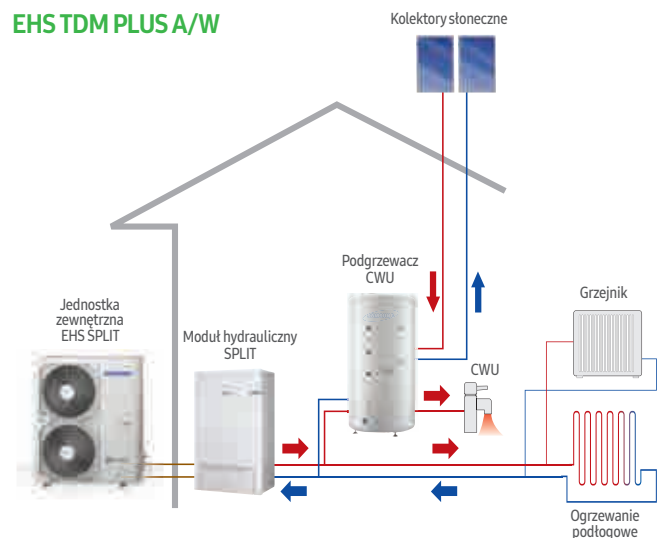 EHS TDM PLUS A/W
Kolektory słoneczne
Podgrzewacz
CWU
Jednostka
zewnętrzna
EHS SPLIT
Moduł hydrauliczny
SPLIT
CWU
Grzejnik
Ogrzewanie
podłogowe